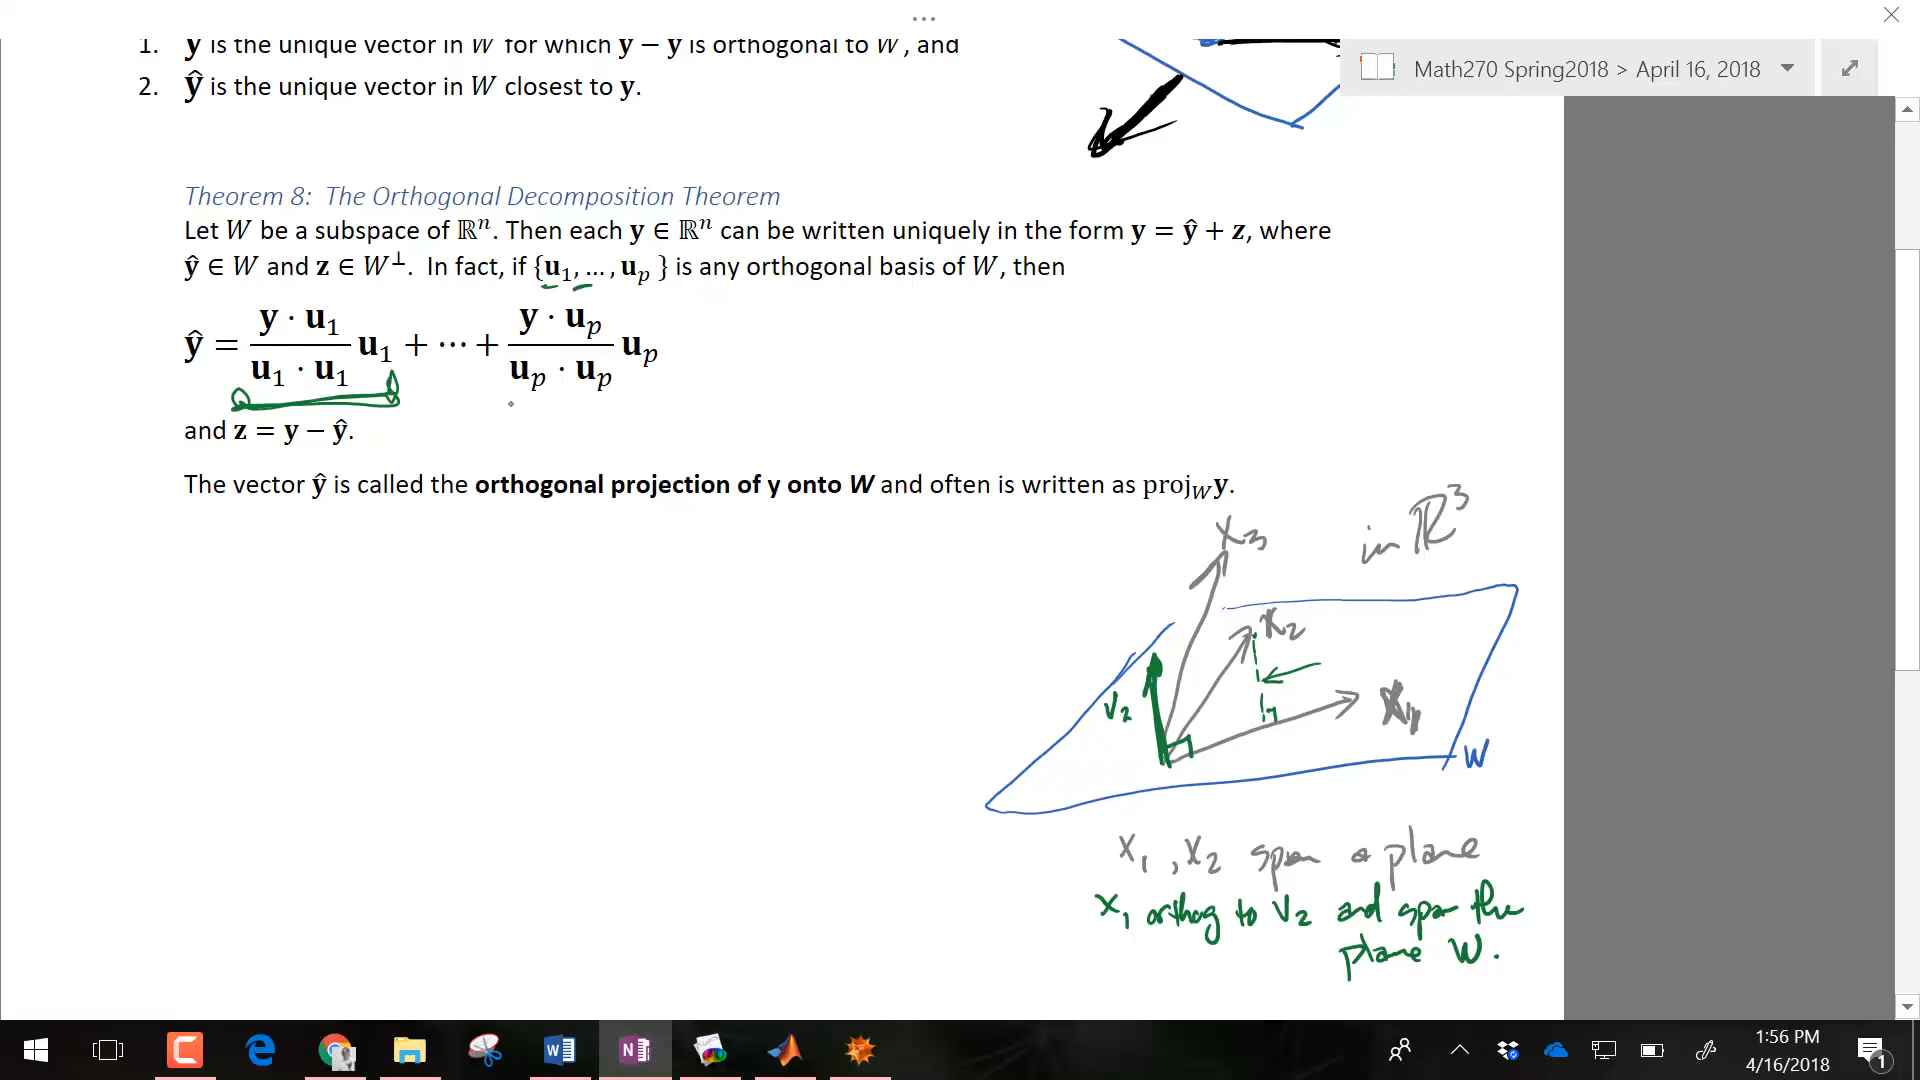 1. ŷ is the unique vector in W for which y − ŷ is orthogonal to W, and
2. ŷ is the unique vector in W closest to y.
Math270 Spring2018 > April 16, 2018
Theorem 8: The Orthogonal Decomposition Theorem
Let W be a subspace of ℝⁿ. Then each y ∈ ℝⁿ can be written uniquely in the form y = ŷ + z, where
ŷ ∈ W and z ∈ W⊥. In fact, if {u₁, … , uₚ } is any orthogonal basis of W, then
ŷ = (y · u₁)/(u₁ · u₁) u₁ + ⋯ + (y · uₚ)/(uₚ · uₚ) uₚ
and z = y − ŷ.
The vector ŷ is called the orthogonal projection of y onto W and often is written as proj_W y.
in ℝ³
x₃
x₂
v₂
x₁
W
x₁ , x₂ span a plane
x₁ orthog to v₂ and span the
plane W.
1:56 PM
4/16/2018
1